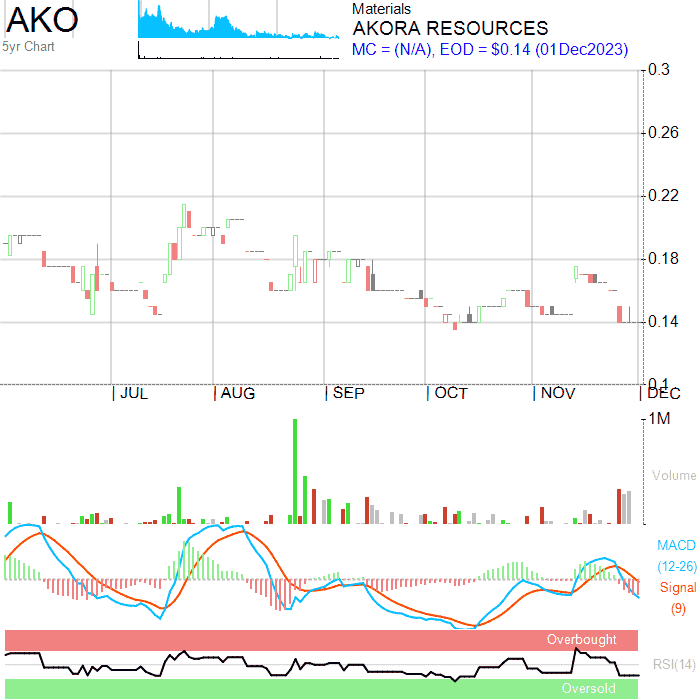 AKO
5yr Chart
Materials
AKORA RESOURCES
MC = (N/A), EOD = $0.14 (01Dec2023)
0.3
0.26
0.22
0.18
0.14
0.1
JUL
AUG
SEP
OCT
NOV
DEC
1M
Volume
MACD
(12-26)
Signal
(9)
Overbought
RSI(14)
Oversold